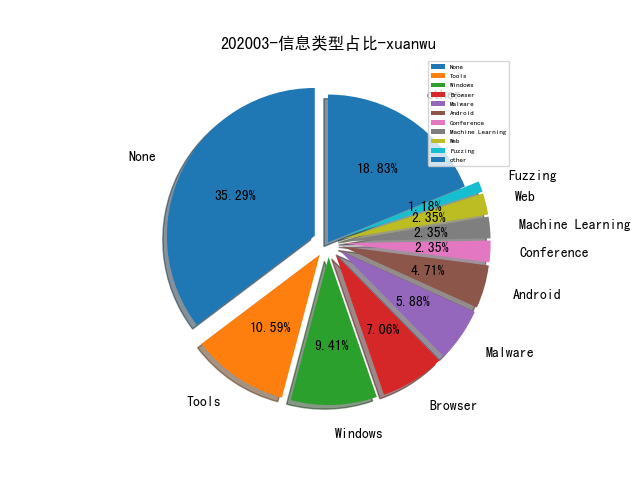 202003-信息类型占比-xuanwu
None
Tools
Windows
Browser
Malware
Android
Conference
Machine Learning
Web
Fuzzing
other
18.83%
None
35.29%
Fuzzing
1.18%
Web
2.35%
Machine Learning
2.35%
Conference
2.35%
Android
4.71%
Malware
5.88%
Browser
7.06%
Windows
9.41%
Tools
10.59%